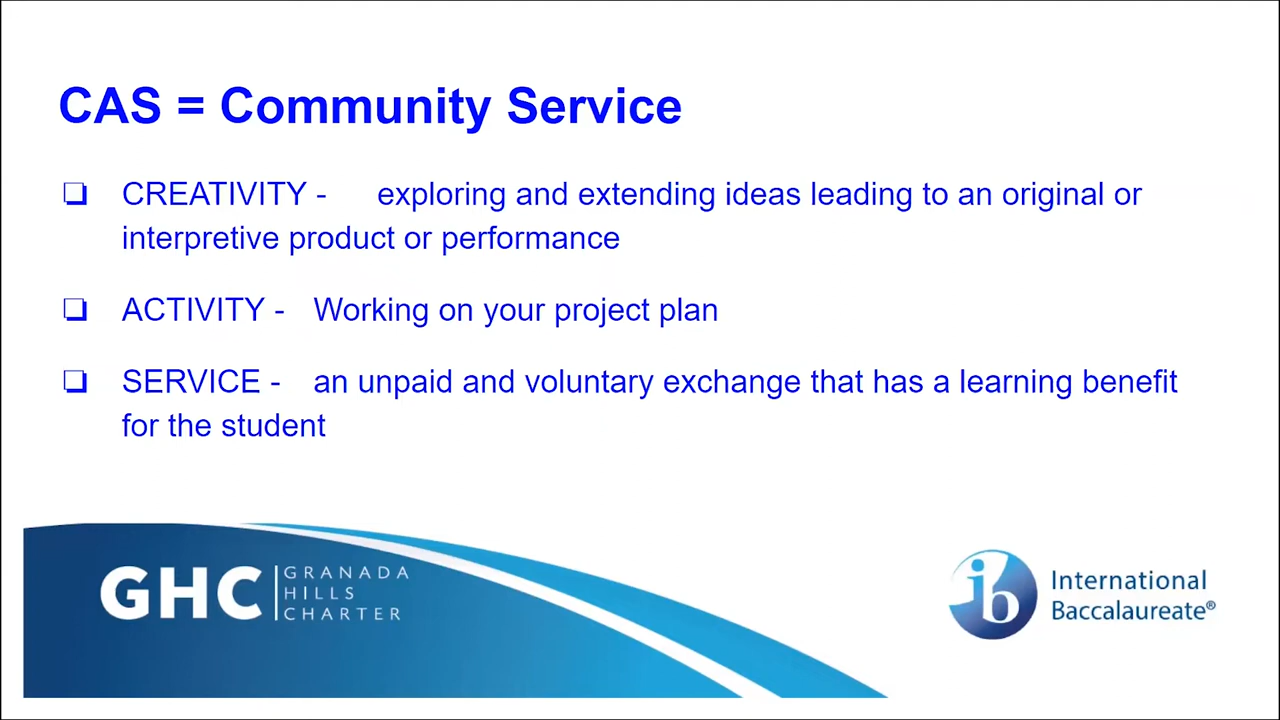 CAS = Community Service
❏ CREATIVITY - exploring and extending ideas leading to an original or
interpretive product or performance
❏ ACTIVITY - Working on your project plan
❏ SERVICE - an unpaid and voluntary exchange that has a learning benefit
for the student
GHC
GRANADA
HILLS
CHARTER
ib
International
Baccalaureate®